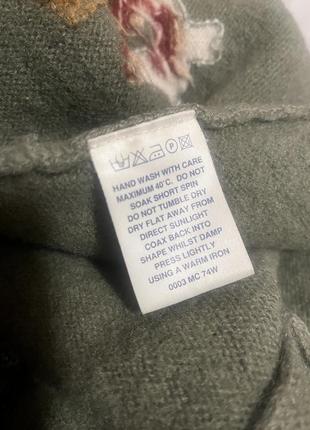 P
HAND WASH WITH CARE
MAXIMUM 40°C. DO NOT
SOAK SHORT SPIN
DO NOT TUMBLE DRY
DRY FLAT AWAY FROM
DIRECT SUNLIGHT
COAX BACK INTO
SHAPE WHILST DAMP
PRESS LIGHTLY
USING A WARM IRON
0003 MC 74W